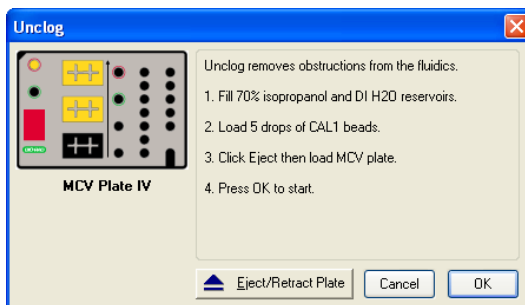 Unclog
Unclog removes obstructions from the fluidics.
1. Fill 70% isopropanol and DI H2O reservoirs.
2. Load 5 drops of CAL1 beads.
3. Click Eject then load MCV plate.
4. Press OK to start.
MCV Plate IV
Eject/Retract Plate
Cancel
OK